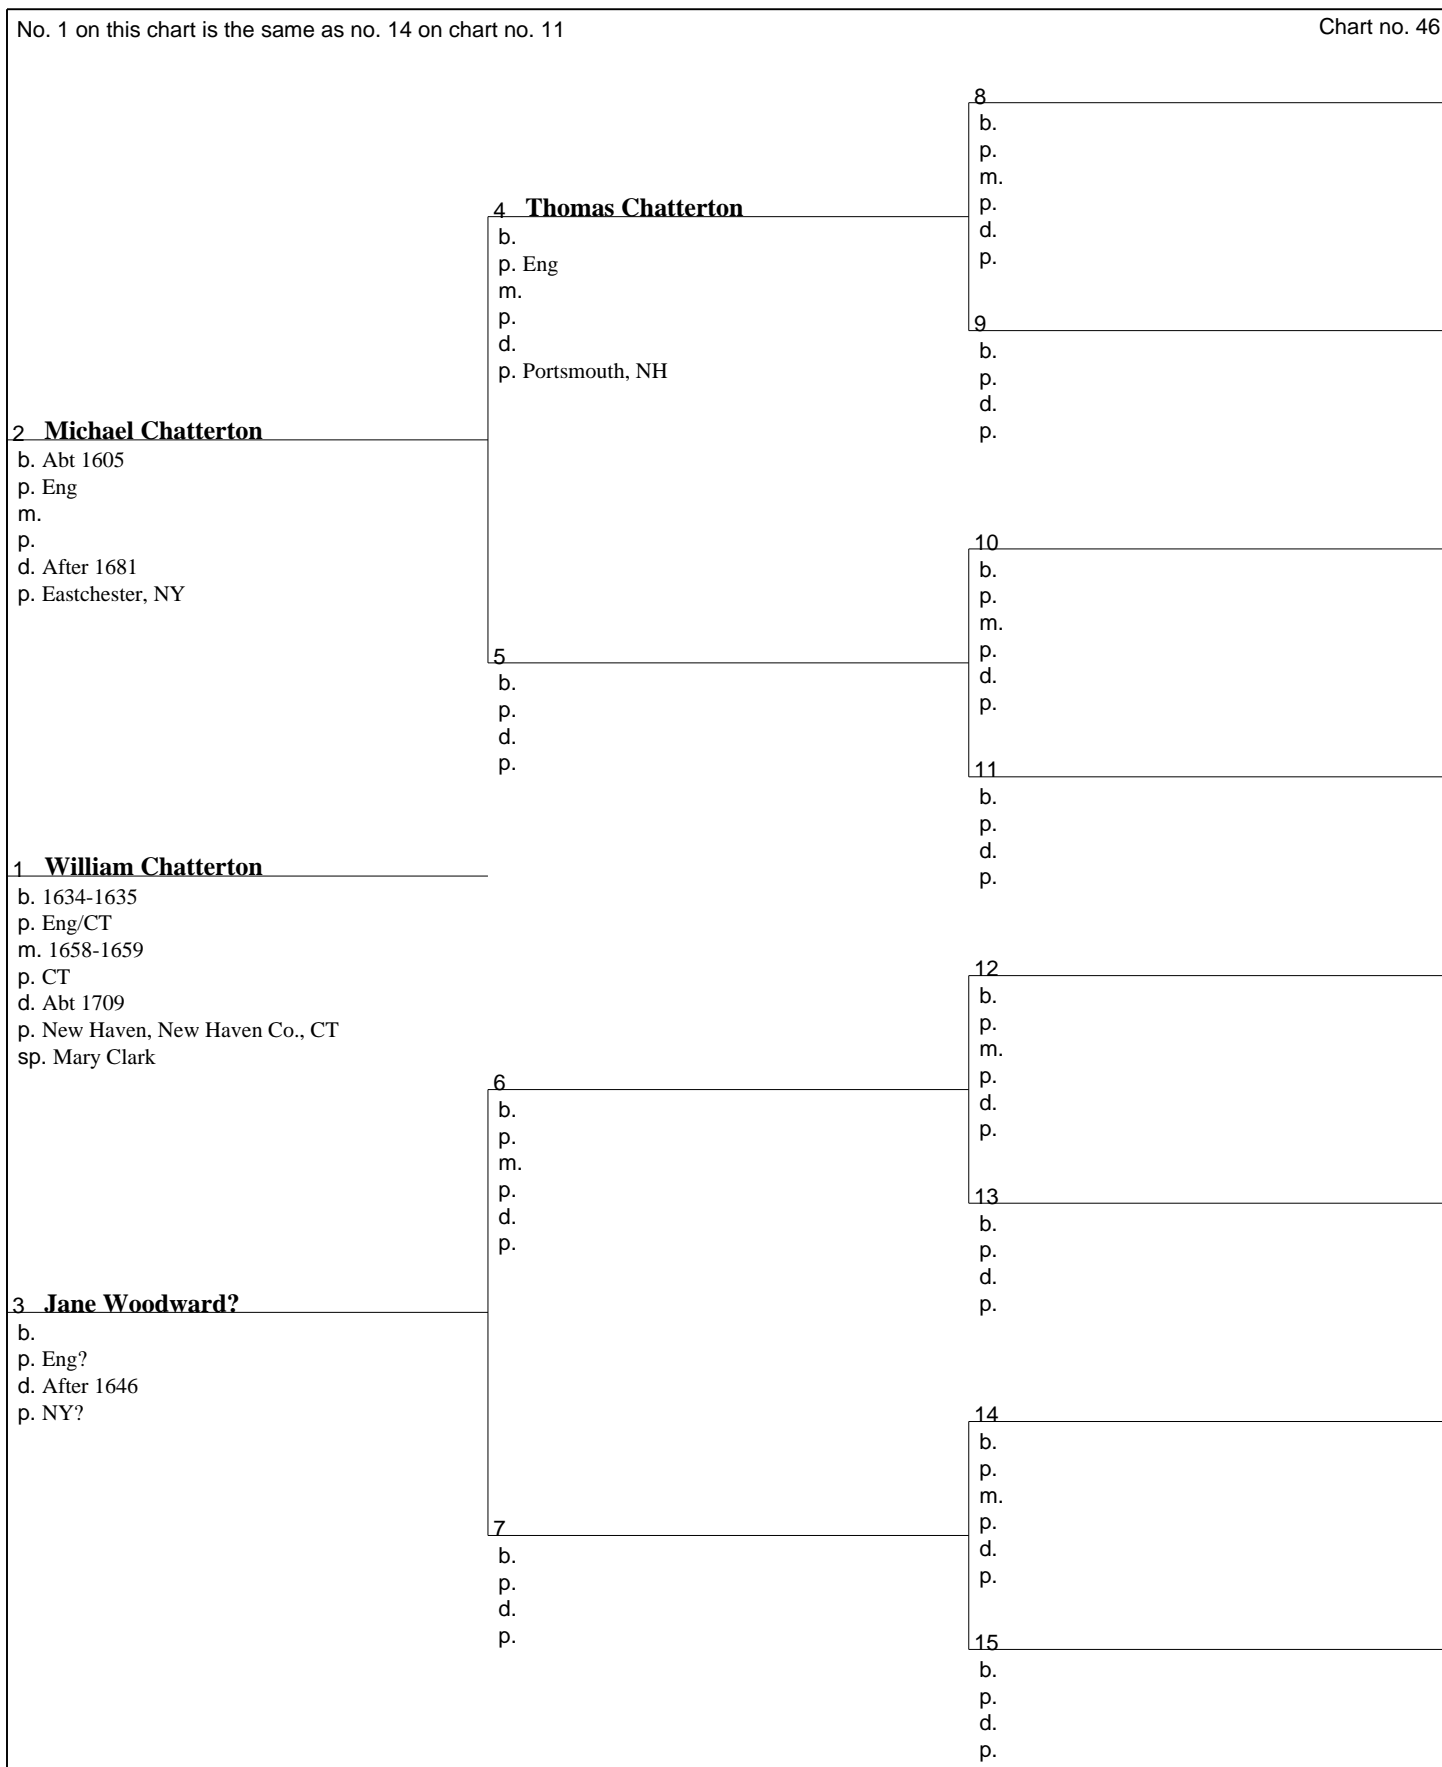 No. 1 on this chart is the same as no. 14 on chart no. 11
Chart no. 46
8
b.
p.
m.
p.
d.
p.
4 Thomas Chatterton
b.
p. Eng
m.
p.
d.
p. Portsmouth, NH
9
b.
p.
d.
p.
2 Michael Chatterton
b. Abt 1605
p. Eng
m.
p.
d. After 1681
p. Eastchester, NY
10
b.
p.
m.
p.
d.
p.
5
b.
p.
d.
p.
11
b.
p.
d.
p.
1 William Chatterton
b. 1634-1635
p. Eng/CT
m. 1658-1659
p. CT
d. Abt 1709
p. New Haven, New Haven Co., CT
sp. Mary Clark
12
b.
p.
m.
p.
d.
p.
6
b.
p.
m.
p.
d.
p.
13
b.
p.
d.
p.
3 Jane Woodward?
b.
p. Eng?
d. After 1646
p. NY?
14
b.
p.
m.
p.
d.
p.
7
b.
p.
d.
p.
15
b.
p.
d.
p.